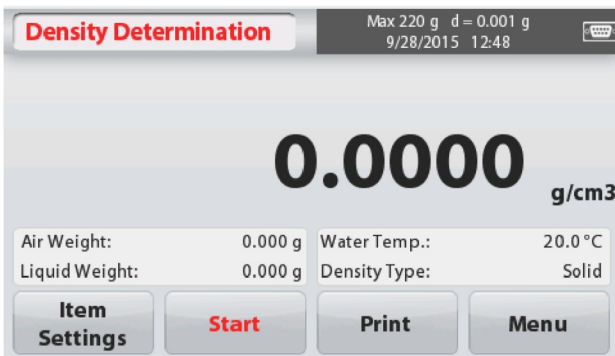 Density Determination
Max 220 g d = 0.001 g
9/28/2015 12:48
0.0000
g/cm3
Air Weight: 0.000 g Water Temp.: 20.0°C
Liquid Weight: 0.000 g Density Type: Solid
Item
Settings
Start
Print
Menu